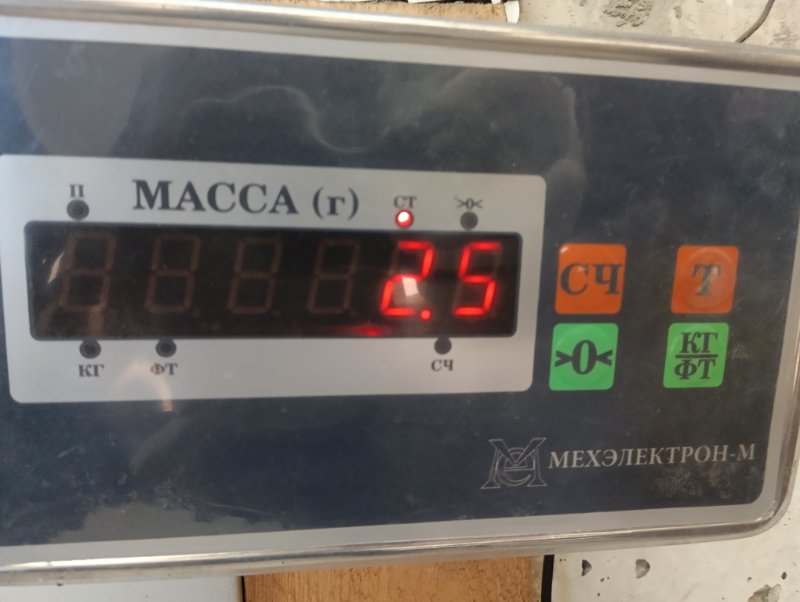 П
МАССА (г)
СТ
>0<
2.5
КГ
ФТ
СЧ
СЧ
Т
>0<
КГ
ФТ
МЕХЭЛЕКТРОН-М